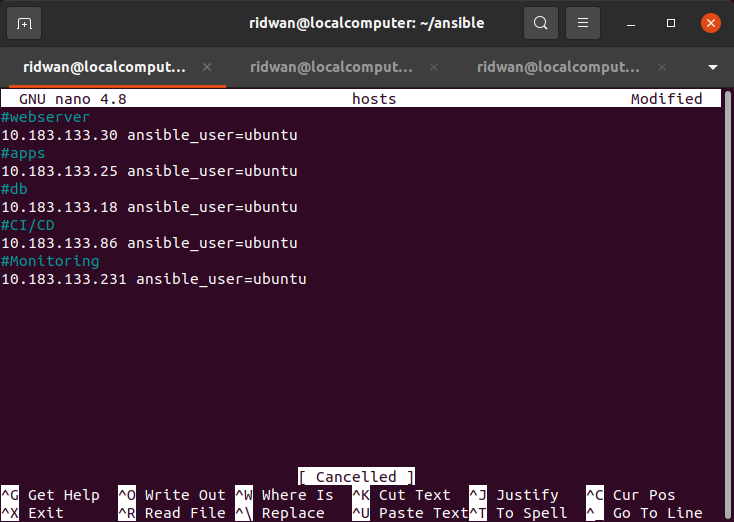 ridwan@localcomputer: ~/ansible
ridwan@localcomput... × ridwan@localcomput... × ridwan@localcomput... ×
GNU nano 4.8 hosts Modified
#webserver
10.183.133.30 ansible_user=ubuntu
#apps
10.183.133.25 ansible_user=ubuntu
#db
10.183.133.18 ansible_user=ubuntu
#CI/CD
10.183.133.86 ansible_user=ubuntu
#Monitoring
10.183.133.231 ansible_user=ubuntu
[ Cancelled ]
^G Get Help ^O Write Out ^W Where Is ^K Cut Text ^J Justify ^C Cur Pos
^X Exit ^R Read File ^\ Replace ^U Paste Text ^T To Spell ^_ Go To Line